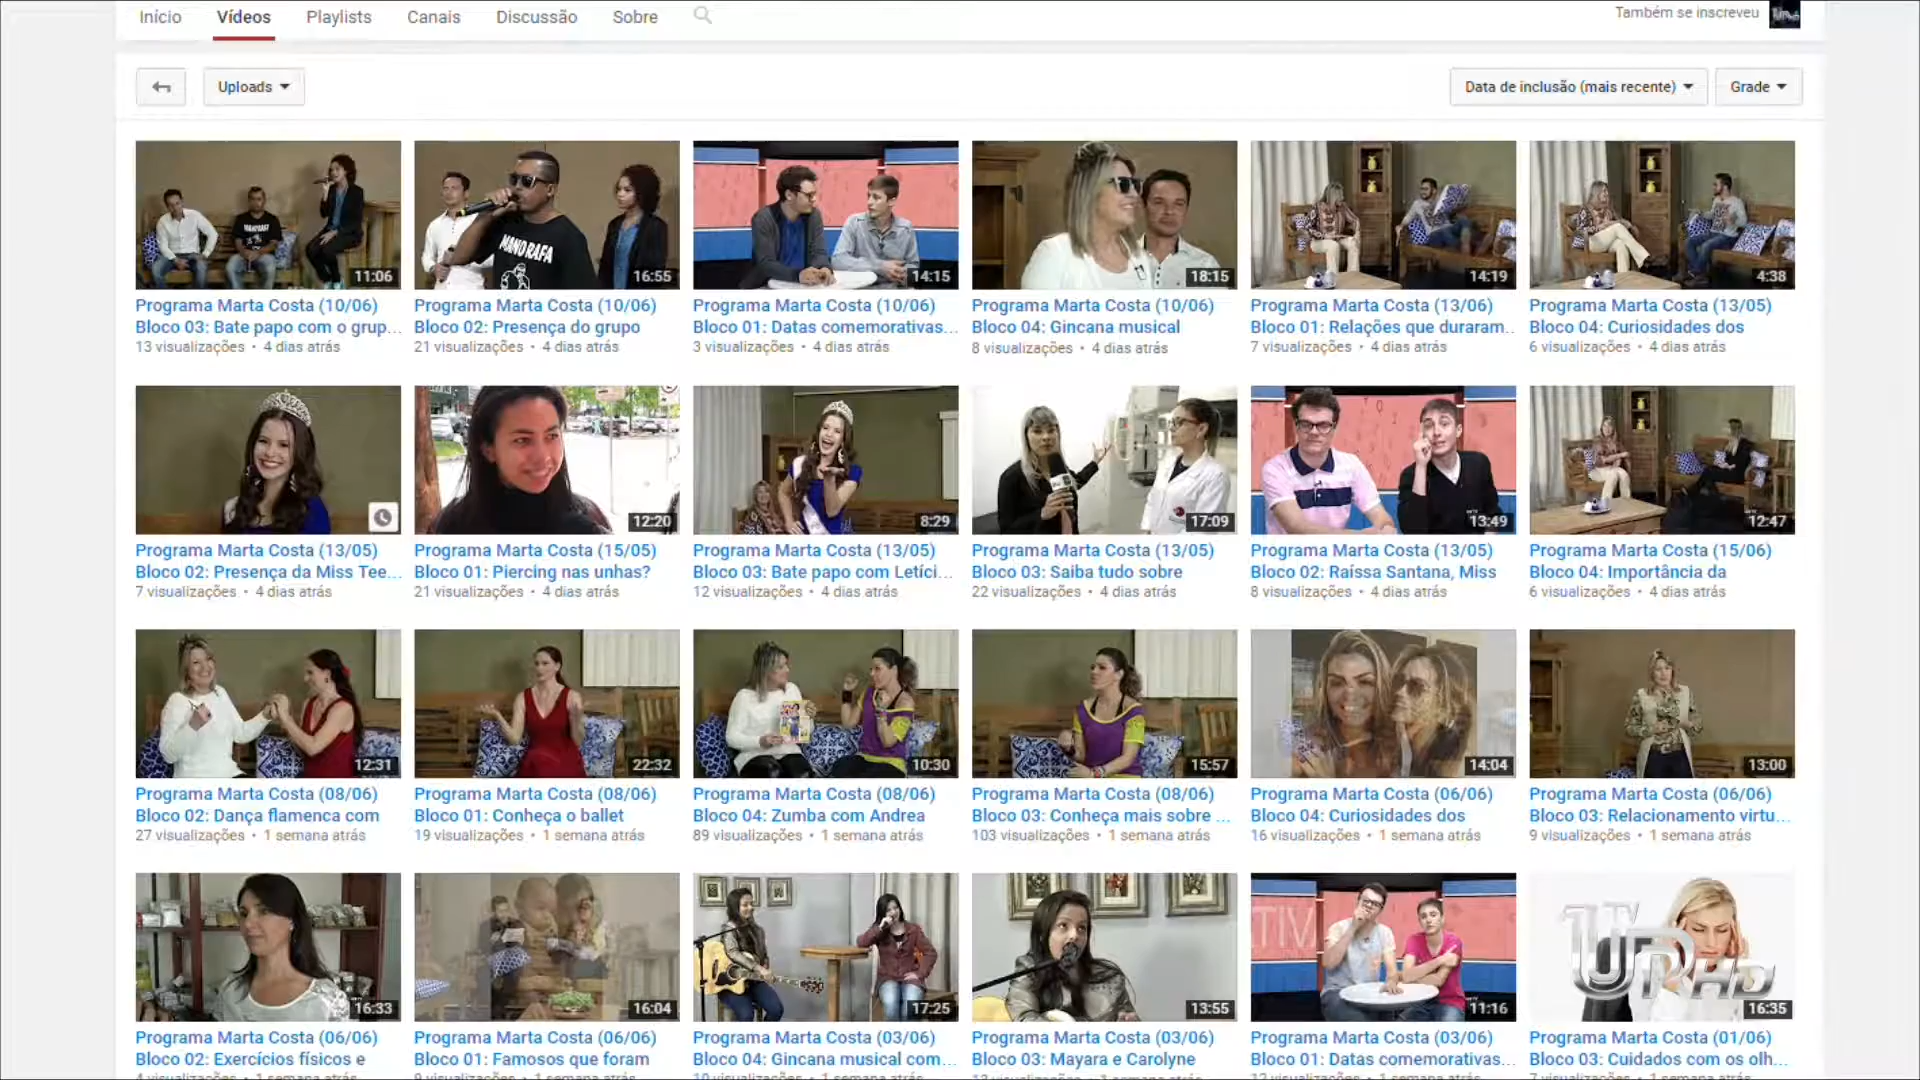 Início Vídeos Playlists Canais Discussão Sobre Também se inscreveu
Uploads Data de inclusão (mais recente) Grade
MANO RAFA
11:06 16:55 14:15 18:15 14:19 4:38
Programa Marta Costa (10/06)
Bloco 03: Bate papo com o grup...
13 visualizações • 4 dias atrás
Programa Marta Costa (10/06)
Bloco 02: Presença do grupo
21 visualizações • 4 dias atrás
Programa Marta Costa (10/06)
Bloco 01: Datas comemorativas...
3 visualizações • 4 dias atrás
Programa Marta Costa (10/06)
Bloco 04: Gincana musical
8 visualizações • 4 dias atrás
Programa Marta Costa (13/06)
Bloco 01: Relações que duraram...
7 visualizações • 4 dias atrás
Programa Marta Costa (13/05)
Bloco 04: Curiosidades dos
6 visualizações • 4 dias atrás
12:20 8:29 17:09 13:49 12:47
Programa Marta Costa (13/05)
Bloco 02: Presença da Miss Tee...
7 visualizações • 4 dias atrás
Programa Marta Costa (15/05)
Bloco 01: Piercing nas unhas?
21 visualizações • 4 dias atrás
Programa Marta Costa (13/05)
Bloco 03: Bate papo com Letíci...
12 visualizações • 4 dias atrás
Programa Marta Costa (13/05)
Bloco 03: Saiba tudo sobre
22 visualizações • 4 dias atrás
Programa Marta Costa (13/05)
Bloco 02: Raíssa Santana, Miss
8 visualizações • 4 dias atrás
Programa Marta Costa (15/06)
Bloco 04: Importância da
6 visualizações • 4 dias atrás
12:31 22:32 10:30 15:57 14:04 13:00
Programa Marta Costa (08/06)
Bloco 02: Dança flamenca com
27 visualizações • 1 semana atrás
Programa Marta Costa (08/06)
Bloco 01: Conheça o ballet
19 visualizações • 1 semana atrás
Programa Marta Costa (08/06)
Bloco 04: Zumba com Andrea
89 visualizações • 1 semana atrás
Programa Marta Costa (08/06)
Bloco 03: Conheça mais sobre ...
103 visualizações • 1 semana atrás
Programa Marta Costa (06/06)
Bloco 04: Curiosidades dos
16 visualizações • 1 semana atrás
Programa Marta Costa (06/06)
Bloco 03: Relacionamento virtu...
9 visualizações • 1 semana atrás
UPTV HD
16:33 16:04 17:25 13:55 11:16 16:35
Programa Marta Costa (06/06)
Bloco 02: Exercícios físicos e
Programa Marta Costa (06/06)
Bloco 01: Famosos que foram
Programa Marta Costa (03/06)
Bloco 04: Gincana musical com...
Programa Marta Costa (03/06)
Bloco 03: Mayara e Carolyne
Programa Marta Costa (03/06)
Bloco 01: Datas comemorativas...
Programa Marta Costa (01/06)
Bloco 03: Cuidados com os olh...